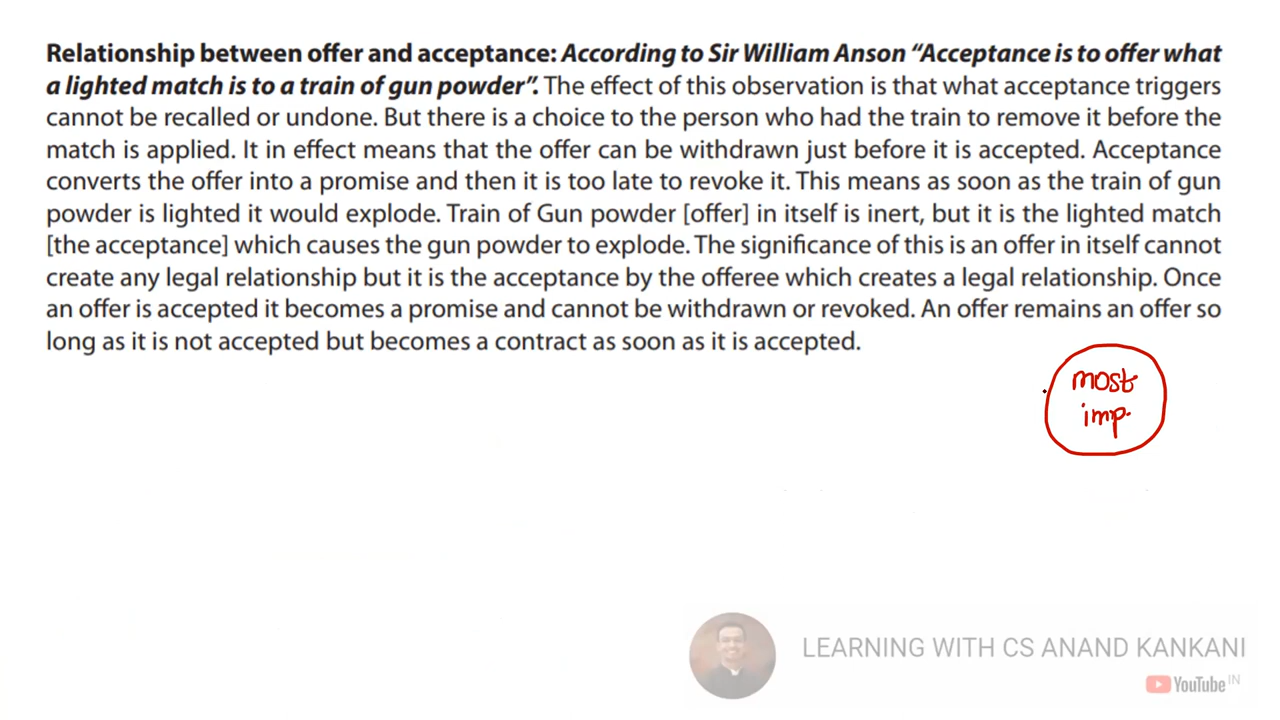 Relationship between offer and acceptance: According to Sir William Anson “Acceptance is to offer what
a lighted match is to a train of gun powder”. The effect of this observation is that what acceptance triggers
cannot be recalled or undone. But there is a choice to the person who had the train to remove it before the
match is applied. It in effect means that the offer can be withdrawn just before it is accepted. Acceptance
converts the offer into a promise and then it is too late to revoke it. This means as soon as the train of gun
powder is lighted it would explode. Train of Gun powder [offer] in itself is inert, but it is the lighted match
[the acceptance] which causes the gun powder to explode. The significance of this is an offer in itself cannot
create any legal relationship but it is the acceptance by the offeree which creates a legal relationship. Once
an offer is accepted it becomes a promise and cannot be withdrawn or revoked. An offer remains an offer so
long as it is not accepted but becomes a contract as soon as it is accepted.
most
imp.
LEARNING WITH CS ANAND KANKANI
YouTube IN